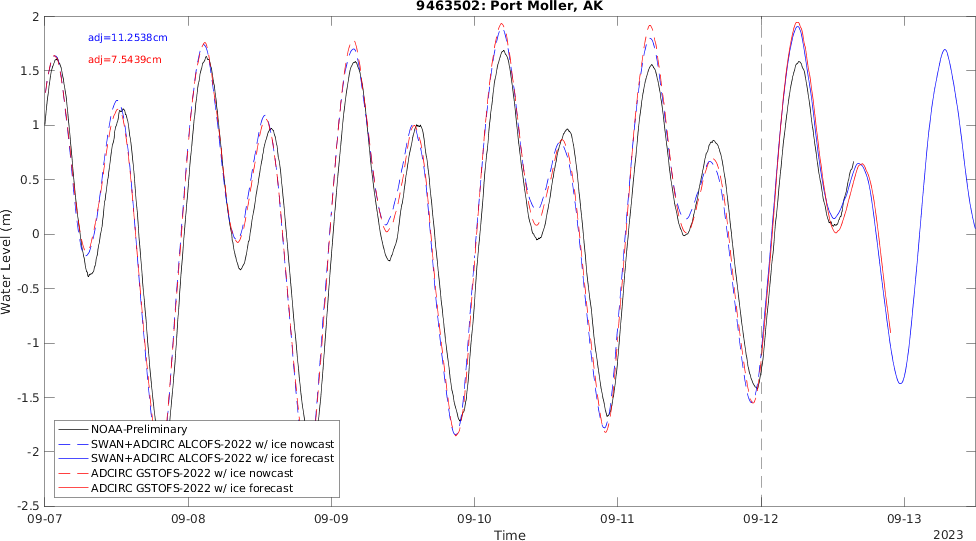 9463502: Port Moller, AK
adj=11.2538cm
adj=7.5439cm
2
1.5
1
0.5
0
-0.5
-1
-1.5
-2
-2.5
Water Level (m)
NOAA-Preliminary
SWAN+ADCIRC ALCOFS-2022 w/ ice nowcast
SWAN+ADCIRC ALCOFS-2022 w/ ice forecast
ADCIRC GSTOFS-2022 w/ ice nowcast
ADCIRC GSTOFS-2022 w/ ice forecast
09-07 09-08 09-09 09-10 09-11 09-12 09-13
Time
2023